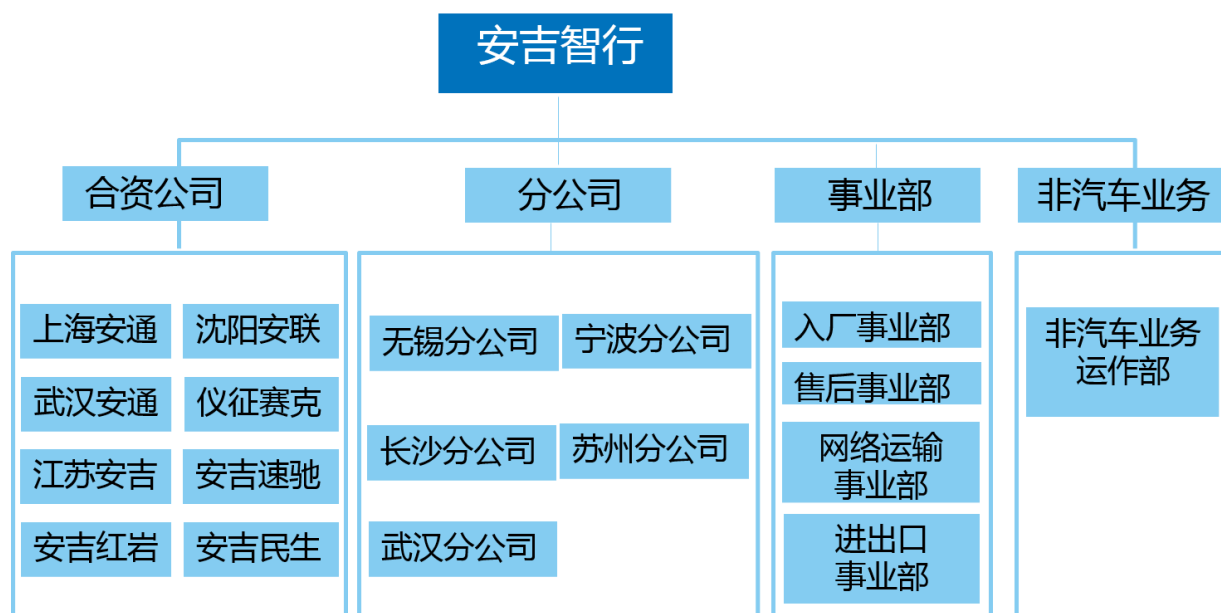 安吉智行
合资公司
分公司
事业部
非汽车业务
上海安通
沈阳安联
武汉安通
仪征赛克
江苏安吉
安吉速驰
安吉红岩
安吉民生
无锡分公司
宁波分公司
长沙分公司
苏州分公司
武汉分公司
入厂事业部
售后事业部
网络运输
事业部
进出口
事业部
非汽车业务
运作部